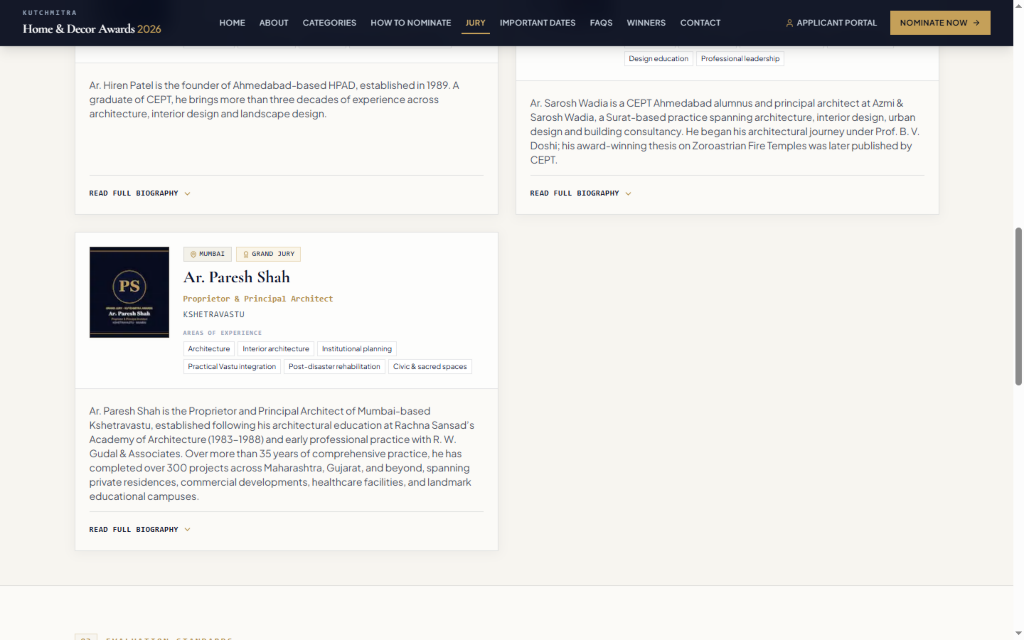 KUTCHMITRA
Home & Decor Awards 2026
HOME ABOUT CATEGORIES HOW TO NOMINATE JURY IMPORTANT DATES FAQS WINNERS CONTACT
APPLICANT PORTAL
NOMINATE NOW →
Ar. Hiren Patel is the founder of Ahmedabad-based HPAD, established in 1989. A
graduate of CEPT, he brings more than three decades of experience across
architecture, interior design and landscape design.
READ FULL BIOGRAPHY
Design education Professional leadership
Ar. Sarosh Wadia is a CEPT Ahmedabad alumnus and principal architect at Azmi &
Sarosh Wadia, a Surat-based practice spanning architecture, interior design, urban
design and building consultancy. He began his architectural journey under Prof. B. V.
Doshi; his award-winning thesis on Zoroastrian Fire Temples was later published by
CEPT.
READ FULL BIOGRAPHY
PS
Ar. Paresh Shah
MUMBAI GRAND JURY
Ar. Paresh Shah
Proprietor & Principal Architect
KSHETRAVASTU
AREAS OF EXPERIENCE
Architecture Interior architecture Institutional planning
Practical Vastu integration Post-disaster rehabilitation Civic & sacred spaces
Ar. Paresh Shah is the Proprietor and Principal Architect of Mumbai-based
Kshetravastu, established following his architectural education at Rachna Sansad's
Academy of Architecture (1983–1988) and early professional practice with R. W.
Gudal & Associates. Over more than 35 years of comprehensive practice, he has
completed over 300 projects across Maharashtra, Gujarat, and beyond, spanning
private residences, commercial developments, healthcare facilities, and landmark
educational campuses.
READ FULL BIOGRAPHY